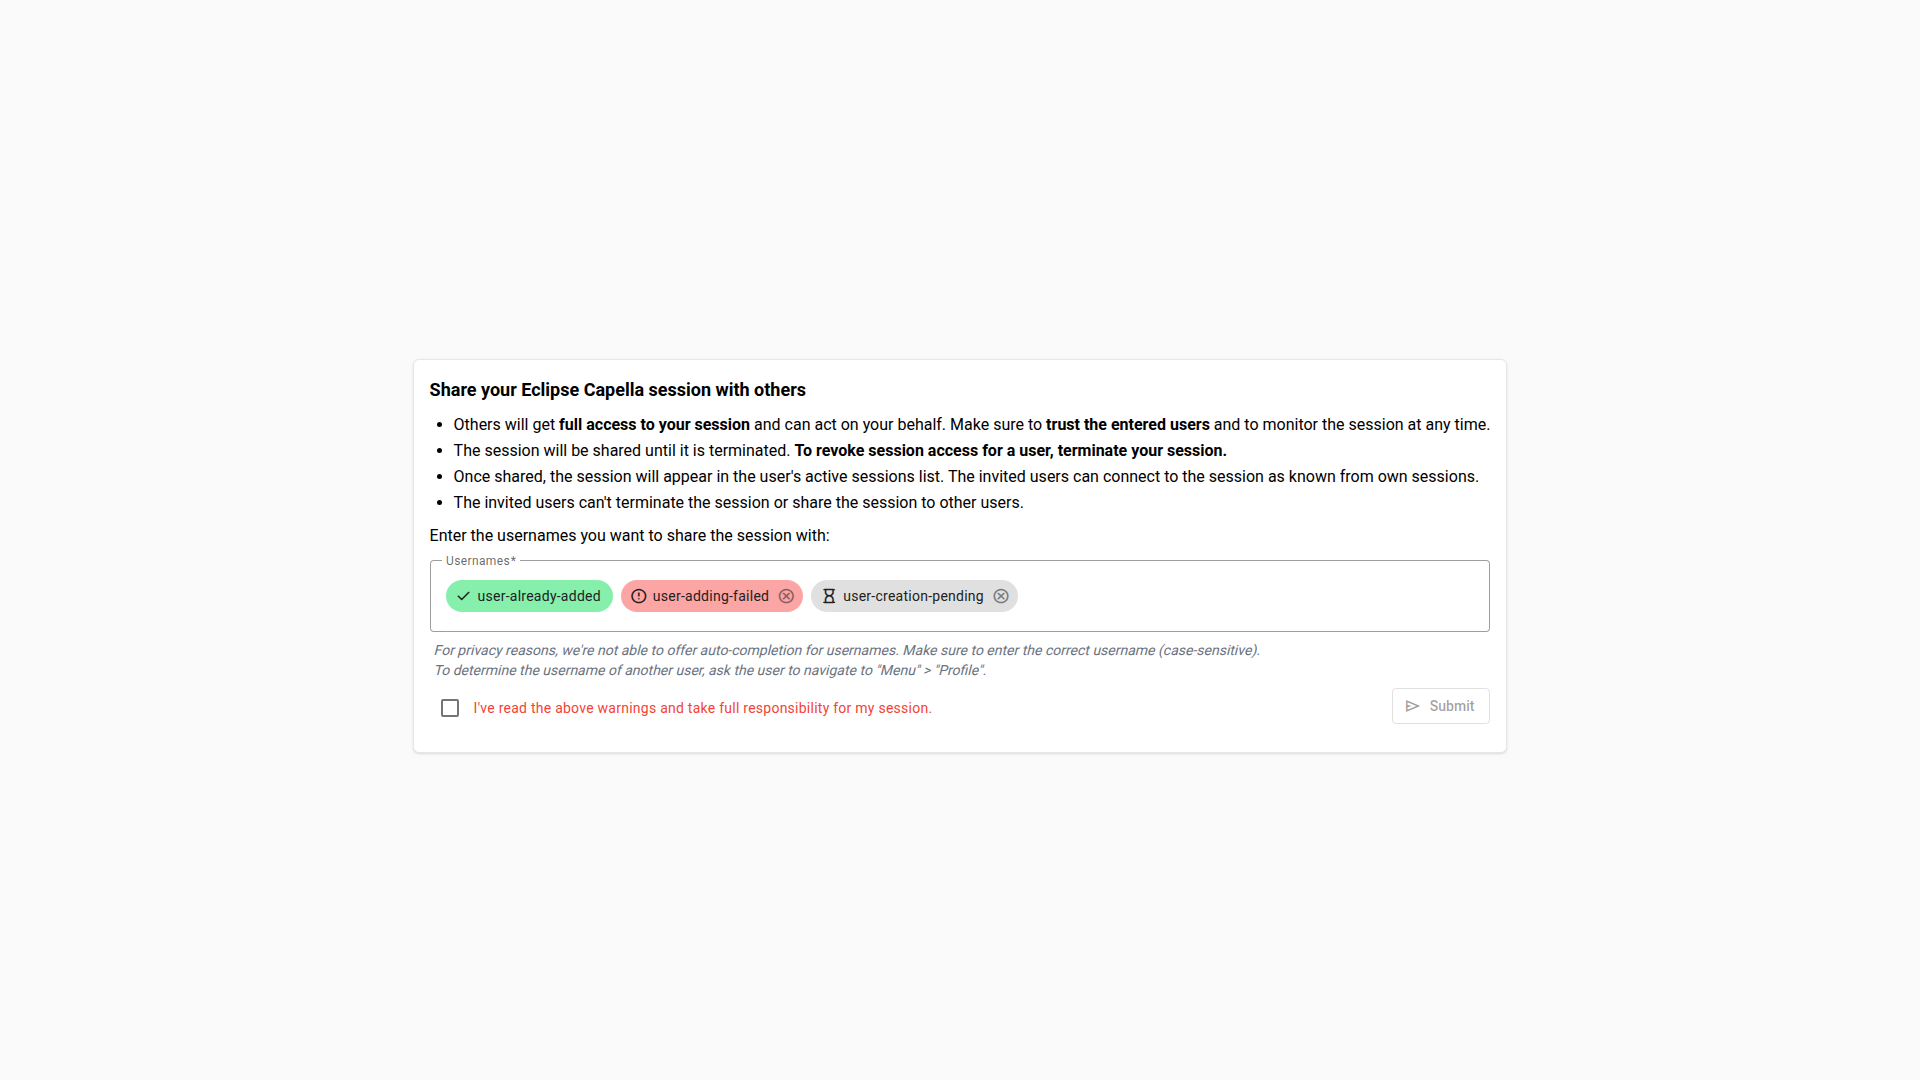 Share your Eclipse Capella session with others
Others will get full access to your session and can act on your behalf. Make sure to trust the entered users and to monitor the session at any time.
The session will be shared until it is terminated. To revoke session access for a user, terminate your session.
Once shared, the session will appear in the user's active sessions list. The invited users can connect to the session as known from own sessions.
The invited users can't terminate the session or share the session to other users.
Enter the usernames you want to share the session with:
Usernames*
user-already-added user-adding-failed user-creation-pending
For privacy reasons, we're not able to offer auto-completion for usernames. Make sure to enter the correct username (case-sensitive).
To determine the username of another user, ask the user to navigate to "Menu" > "Profile".
I've read the above warnings and take full responsibility for my session. Submit